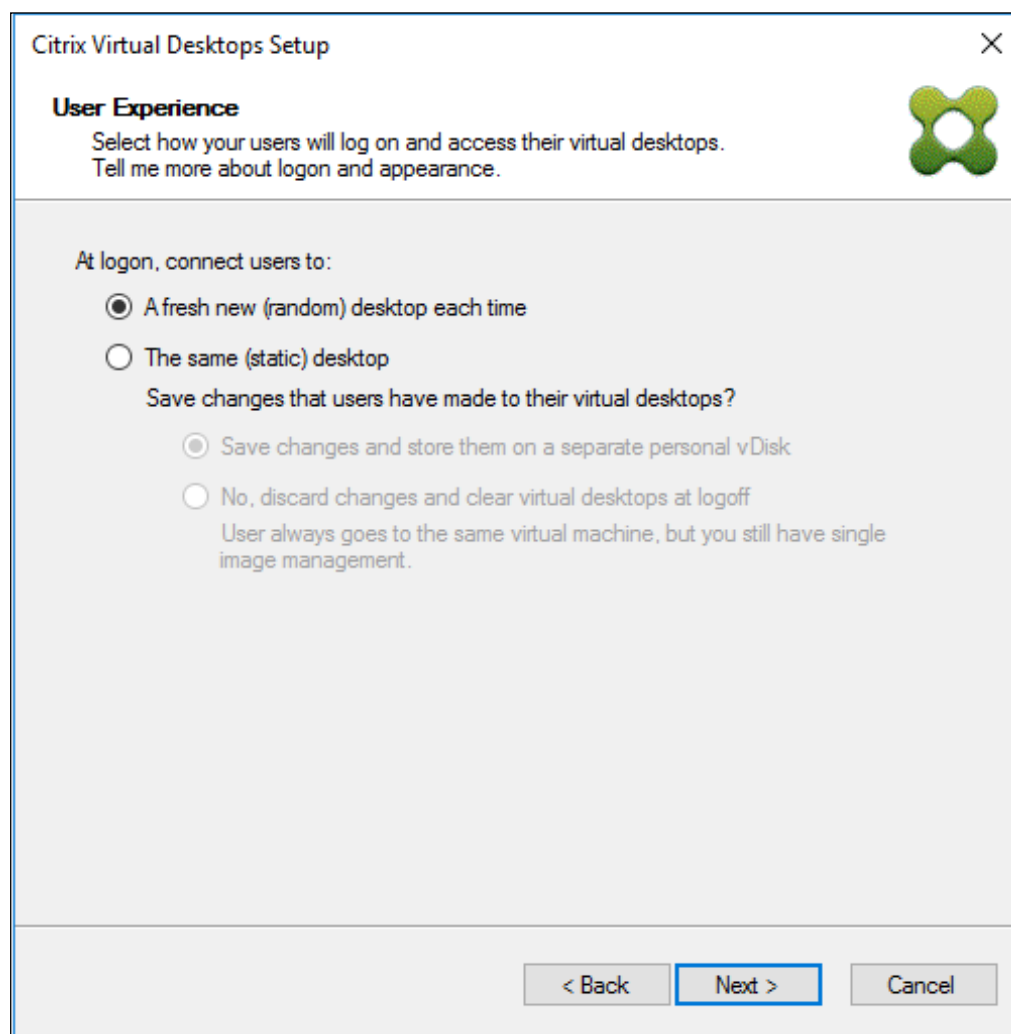 Citrix Virtual Desktops Setup
User Experience
Select how your users will log on and access their virtual desktops.
Tell me more about logon and appearance.
At logon, connect users to:
A fresh new (random) desktop each time
The same (static) desktop
Save changes that users have made to their virtual desktops?
Save changes and store them on a separate personal vDisk
No, discard changes and clear virtual desktops at logoff
User always goes to the same virtual machine, but you still have single
image management.
< Back
Next >
Cancel